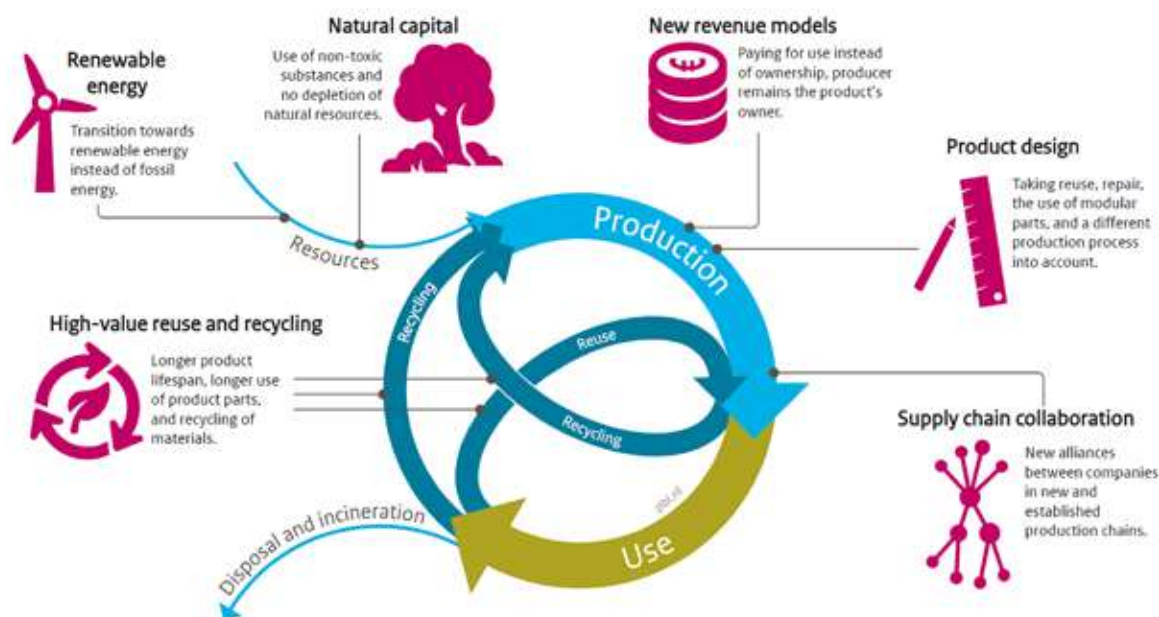 Renewable
energy
Transition towards
renewable energy
instead of fossil
energy.
Natural capital
Use of non-toxic
substances and
no depletion of
natural resources.
New revenue models
Paying for use instead
of ownership, producer
remains the product's
owner.
Product design
Taking reuse, repair,
the use of modular
parts, and a different
production process
into account.
Resources
Production
Recycling
Reuse
Recycling
High-value reuse and recycling
Longer product
lifespan, longer use
of product parts,
and recycling of
materials.
Supply chain collaboration
New alliances
between companies
in new and
established
production chains.
Disposal and incineration
Use